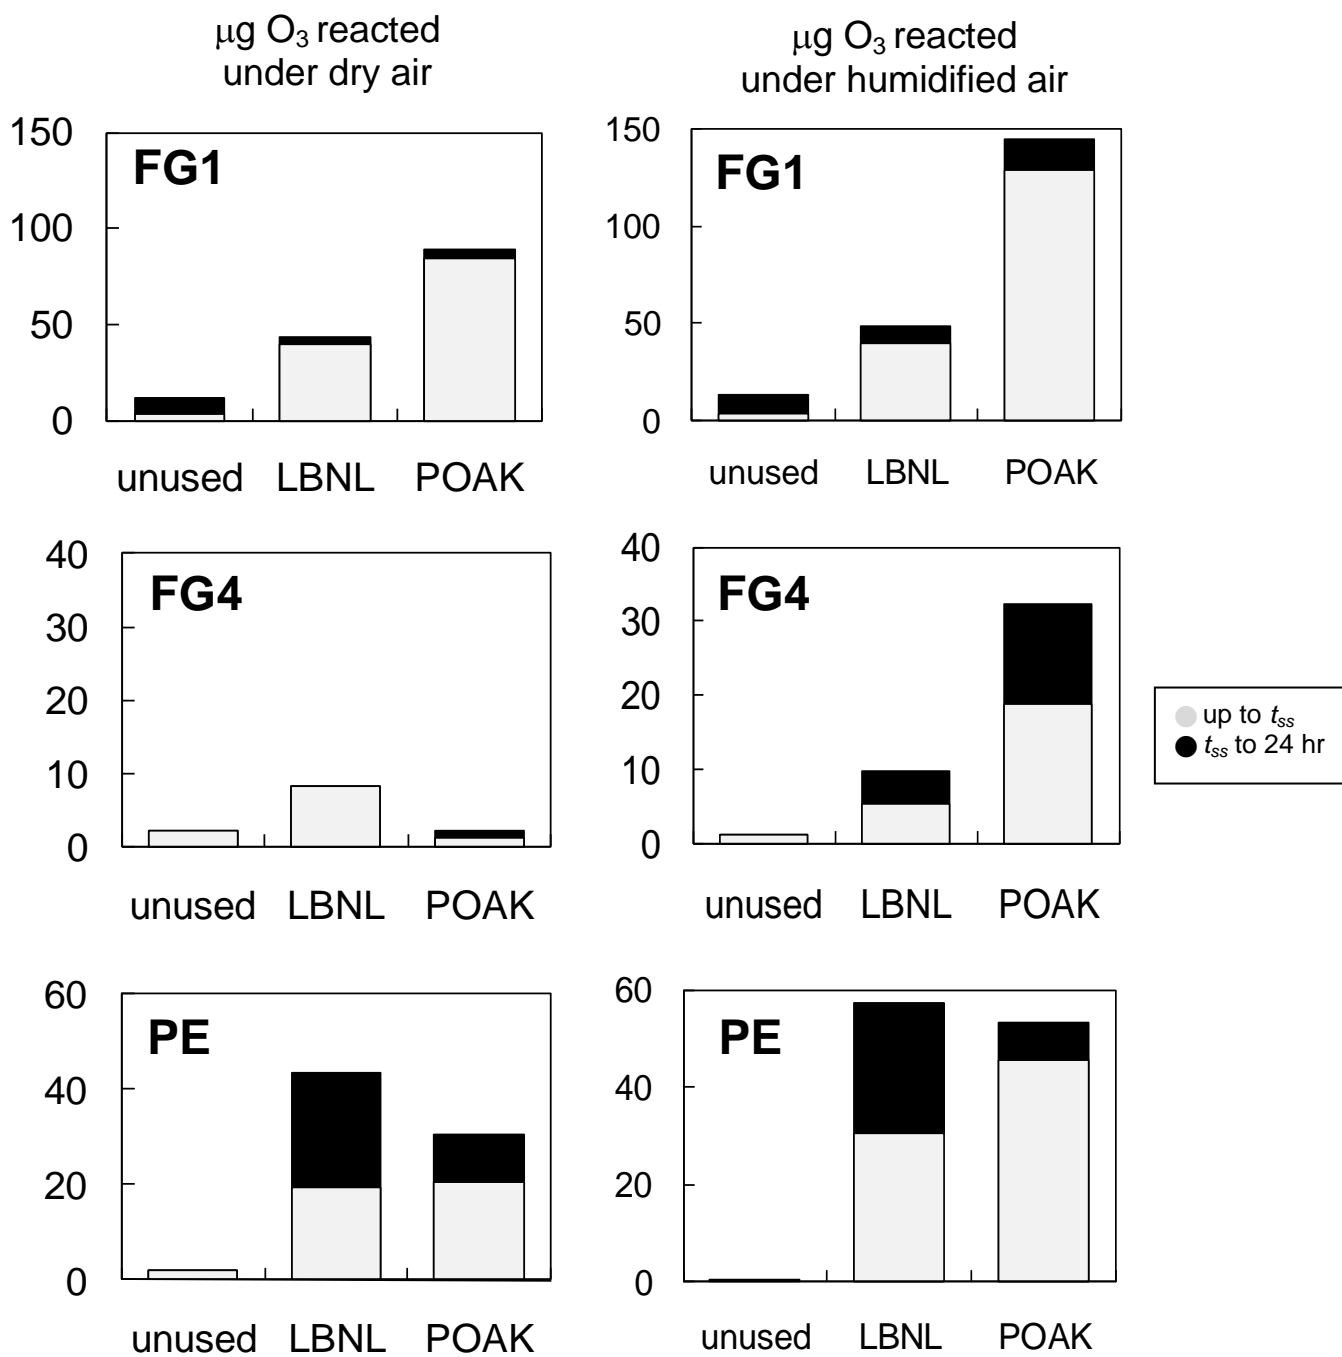 μg O3 reacted
under dry air
μg O3 reacted
under humidified air
150
100
50
0
FG1
unused LBNL POAK
150
100
50
0
FG1
unused LBNL POAK
40
30
20
10
0
FG4
unused LBNL POAK
40
30
20
10
0
FG4
unused LBNL POAK
up to tss
tss to 24 hr
60
40
20
0
PE
unused LBNL POAK
60
40
20
0
PE
unused LBNL POAK